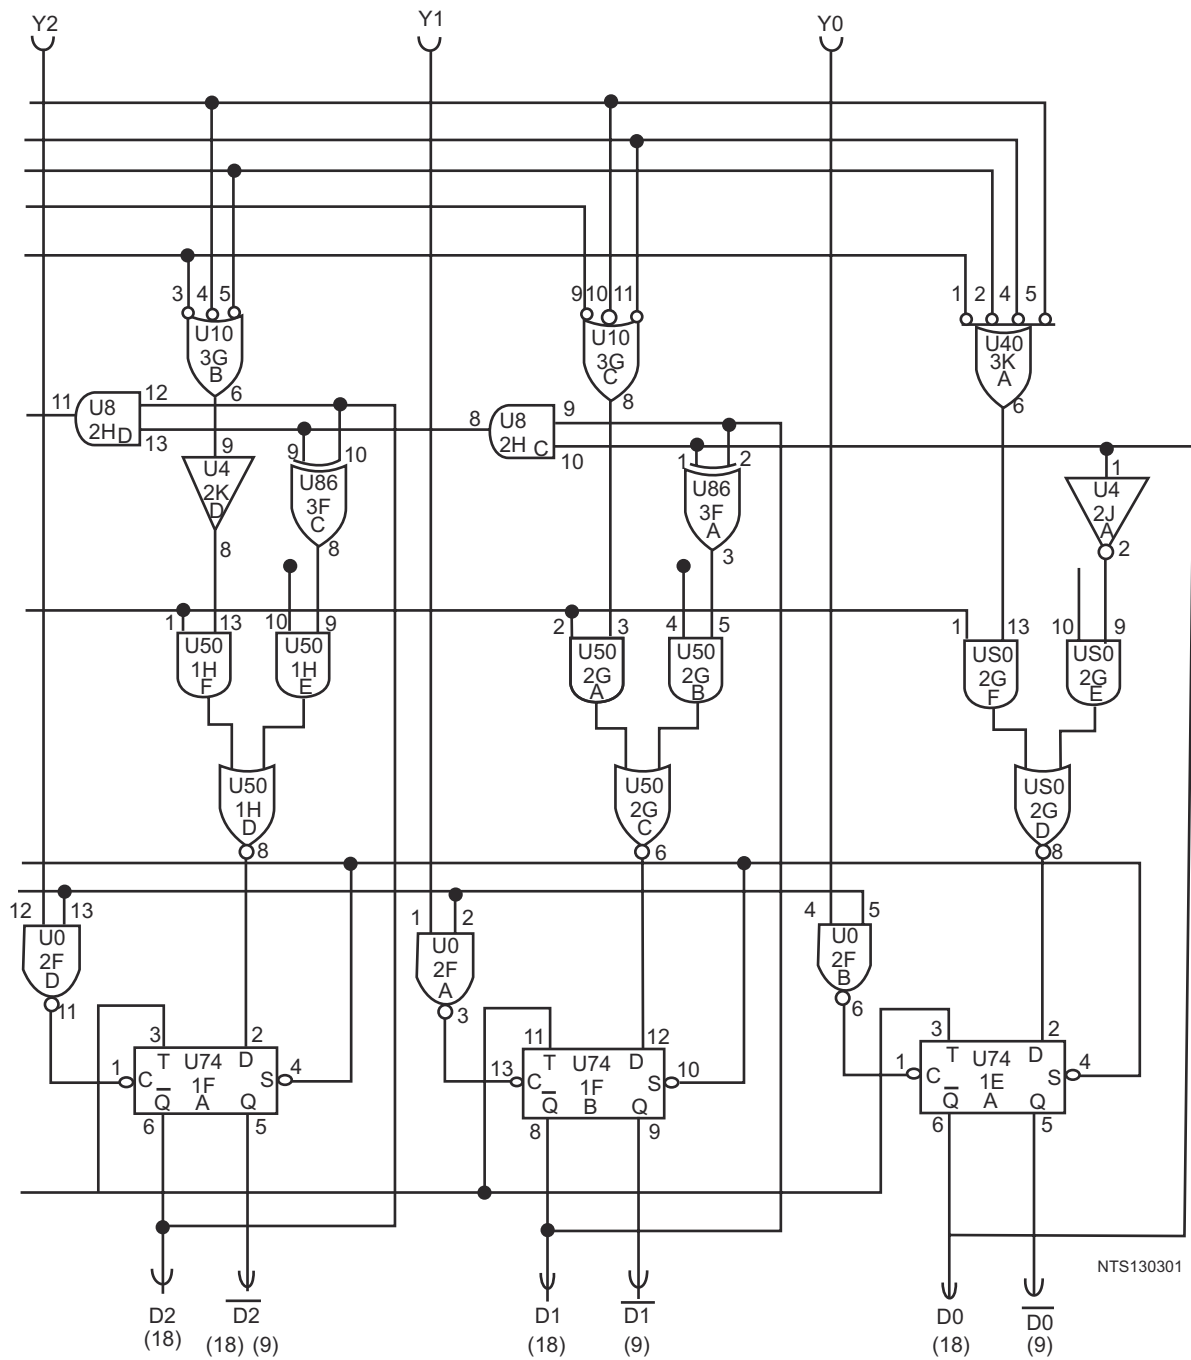 Y2 Y1 Y0
3 4 5 9 10 11 1 2 4 5
U10 U10 U40
3G 3G 3K
B C A
6 8 6
11 U8 12 8 U8 9
2H D 13 2H C 10
9 9 10 1 2 1
U4 U86 U86 U4
2K 3F 3F 2J
D C A A
8 8 3 2
1 13 10 9 2 3 4 5 1 13 10 9
U50 U50 U50 U50 US0 US0
1H 1H 2G 2G 2G 2G
F E A B F E
U50 U50 US0
1H 2G 2G
D C D
8 6 8
12 13 1 2 4 5
U0 U0 U0
2F 2F 2F
D A B
11 3 6
3 2 11 12 3 2
T U74 D T U74 D T U74 D
1 C 1F S 4 13 C 1F S 10 1 C 1E S 4
Q̅ A Q Q̅ B Q Q̅ A Q
6 5 8 9 6 5
NTS130301
D2 D̅2̅ D1 D̅1̅ D0 D̅0̅
(18) (18) (9) (18) (9) (18) (9)